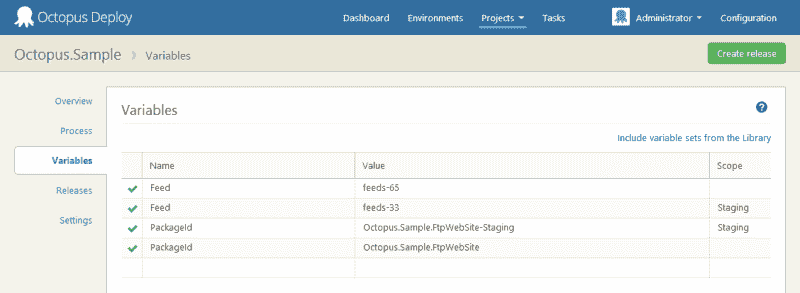 Octopus Deploy Dashboard Environments Projects Tasks Administrator Configuration
Octopus.Sample Variables Create release
Overview
Process
Variables
Releases
Settings
Variables
Include variable sets from the Library
Name Value Scope
Feed feeds-65
Feed feeds-33 Staging
PackageId Octopus.Sample.FtpWebSite-Staging Staging
PackageId Octopus.Sample.FtpWebSite